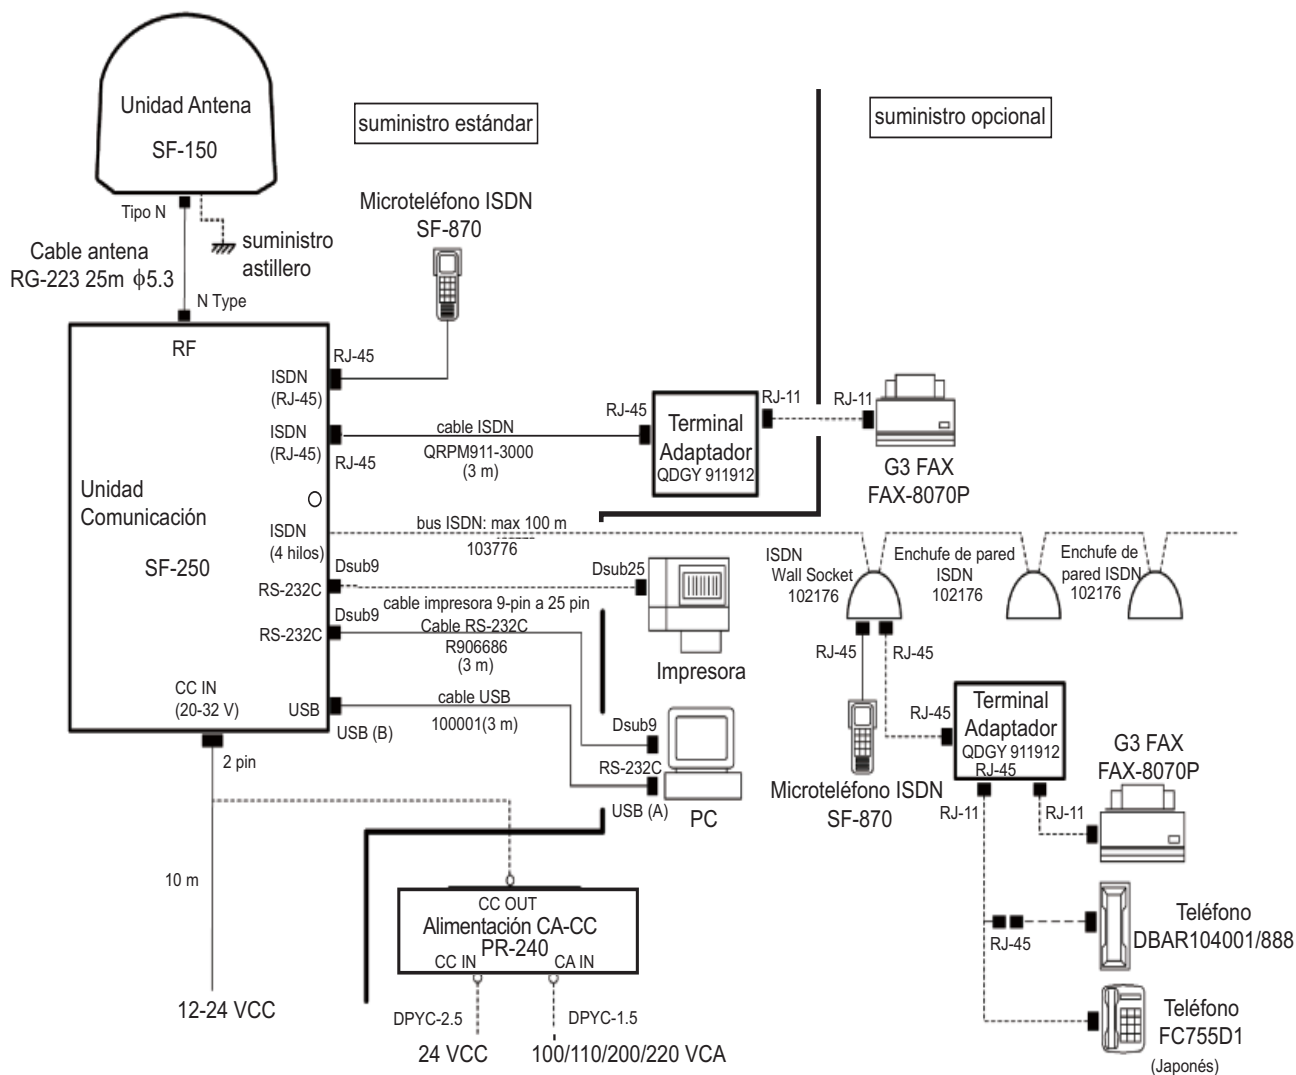 Unidad Antena
SF-150
suministro estándar
suministro opcional
Tipo N
suministro
astillero
Cable antena
RG-223 25m ϕ5.3
N Type
Microteléfono ISDN
SF-870
RF
RJ-45
ISDN
(RJ-45)
ISDN
(RJ-45)
RJ-45
cable ISDN
QRPM911-3000
(3 m)
RJ-45
Terminal
Adaptador
QDGY 911912
RJ-11
RJ-11
G3 FAX
FAX-8070P
Unidad
Comunicación
SF-250
ISDN
(4 hilos)
bus ISDN: max 100 m
103776
ISDN
Wall Socket
102176
Enchufe de pared
ISDN
102176
Enchufe de
pared ISDN
102176
RS-232C
Dsub9
Dsub25
cable impresora 9-pin a 25 pin
Impresora
RS-232C
Dsub9
Cable RS-232C
R906686
(3 m)
CC IN
(20-32 V)
USB
USB (B)
cable USB
100001(3 m)
Dsub9
RS-232C
USB (A)
PC
RJ-45
RJ-45
Microteléfono ISDN
SF-870
RJ-45
Terminal
Adaptador
QDGY 911912
RJ-45
RJ-11
RJ-11
G3 FAX
FAX-8070P
2 pin
10 m
12-24 VCC
CC OUT
Alimentación CA-CC
PR-240
CC IN
CA IN
DPYC-2.5
DPYC-1.5
24 VCC
100/110/200/220 VCA
RJ-45
Teléfono
DBAR104001/888
Teléfono
FC755D1
(Japonés)